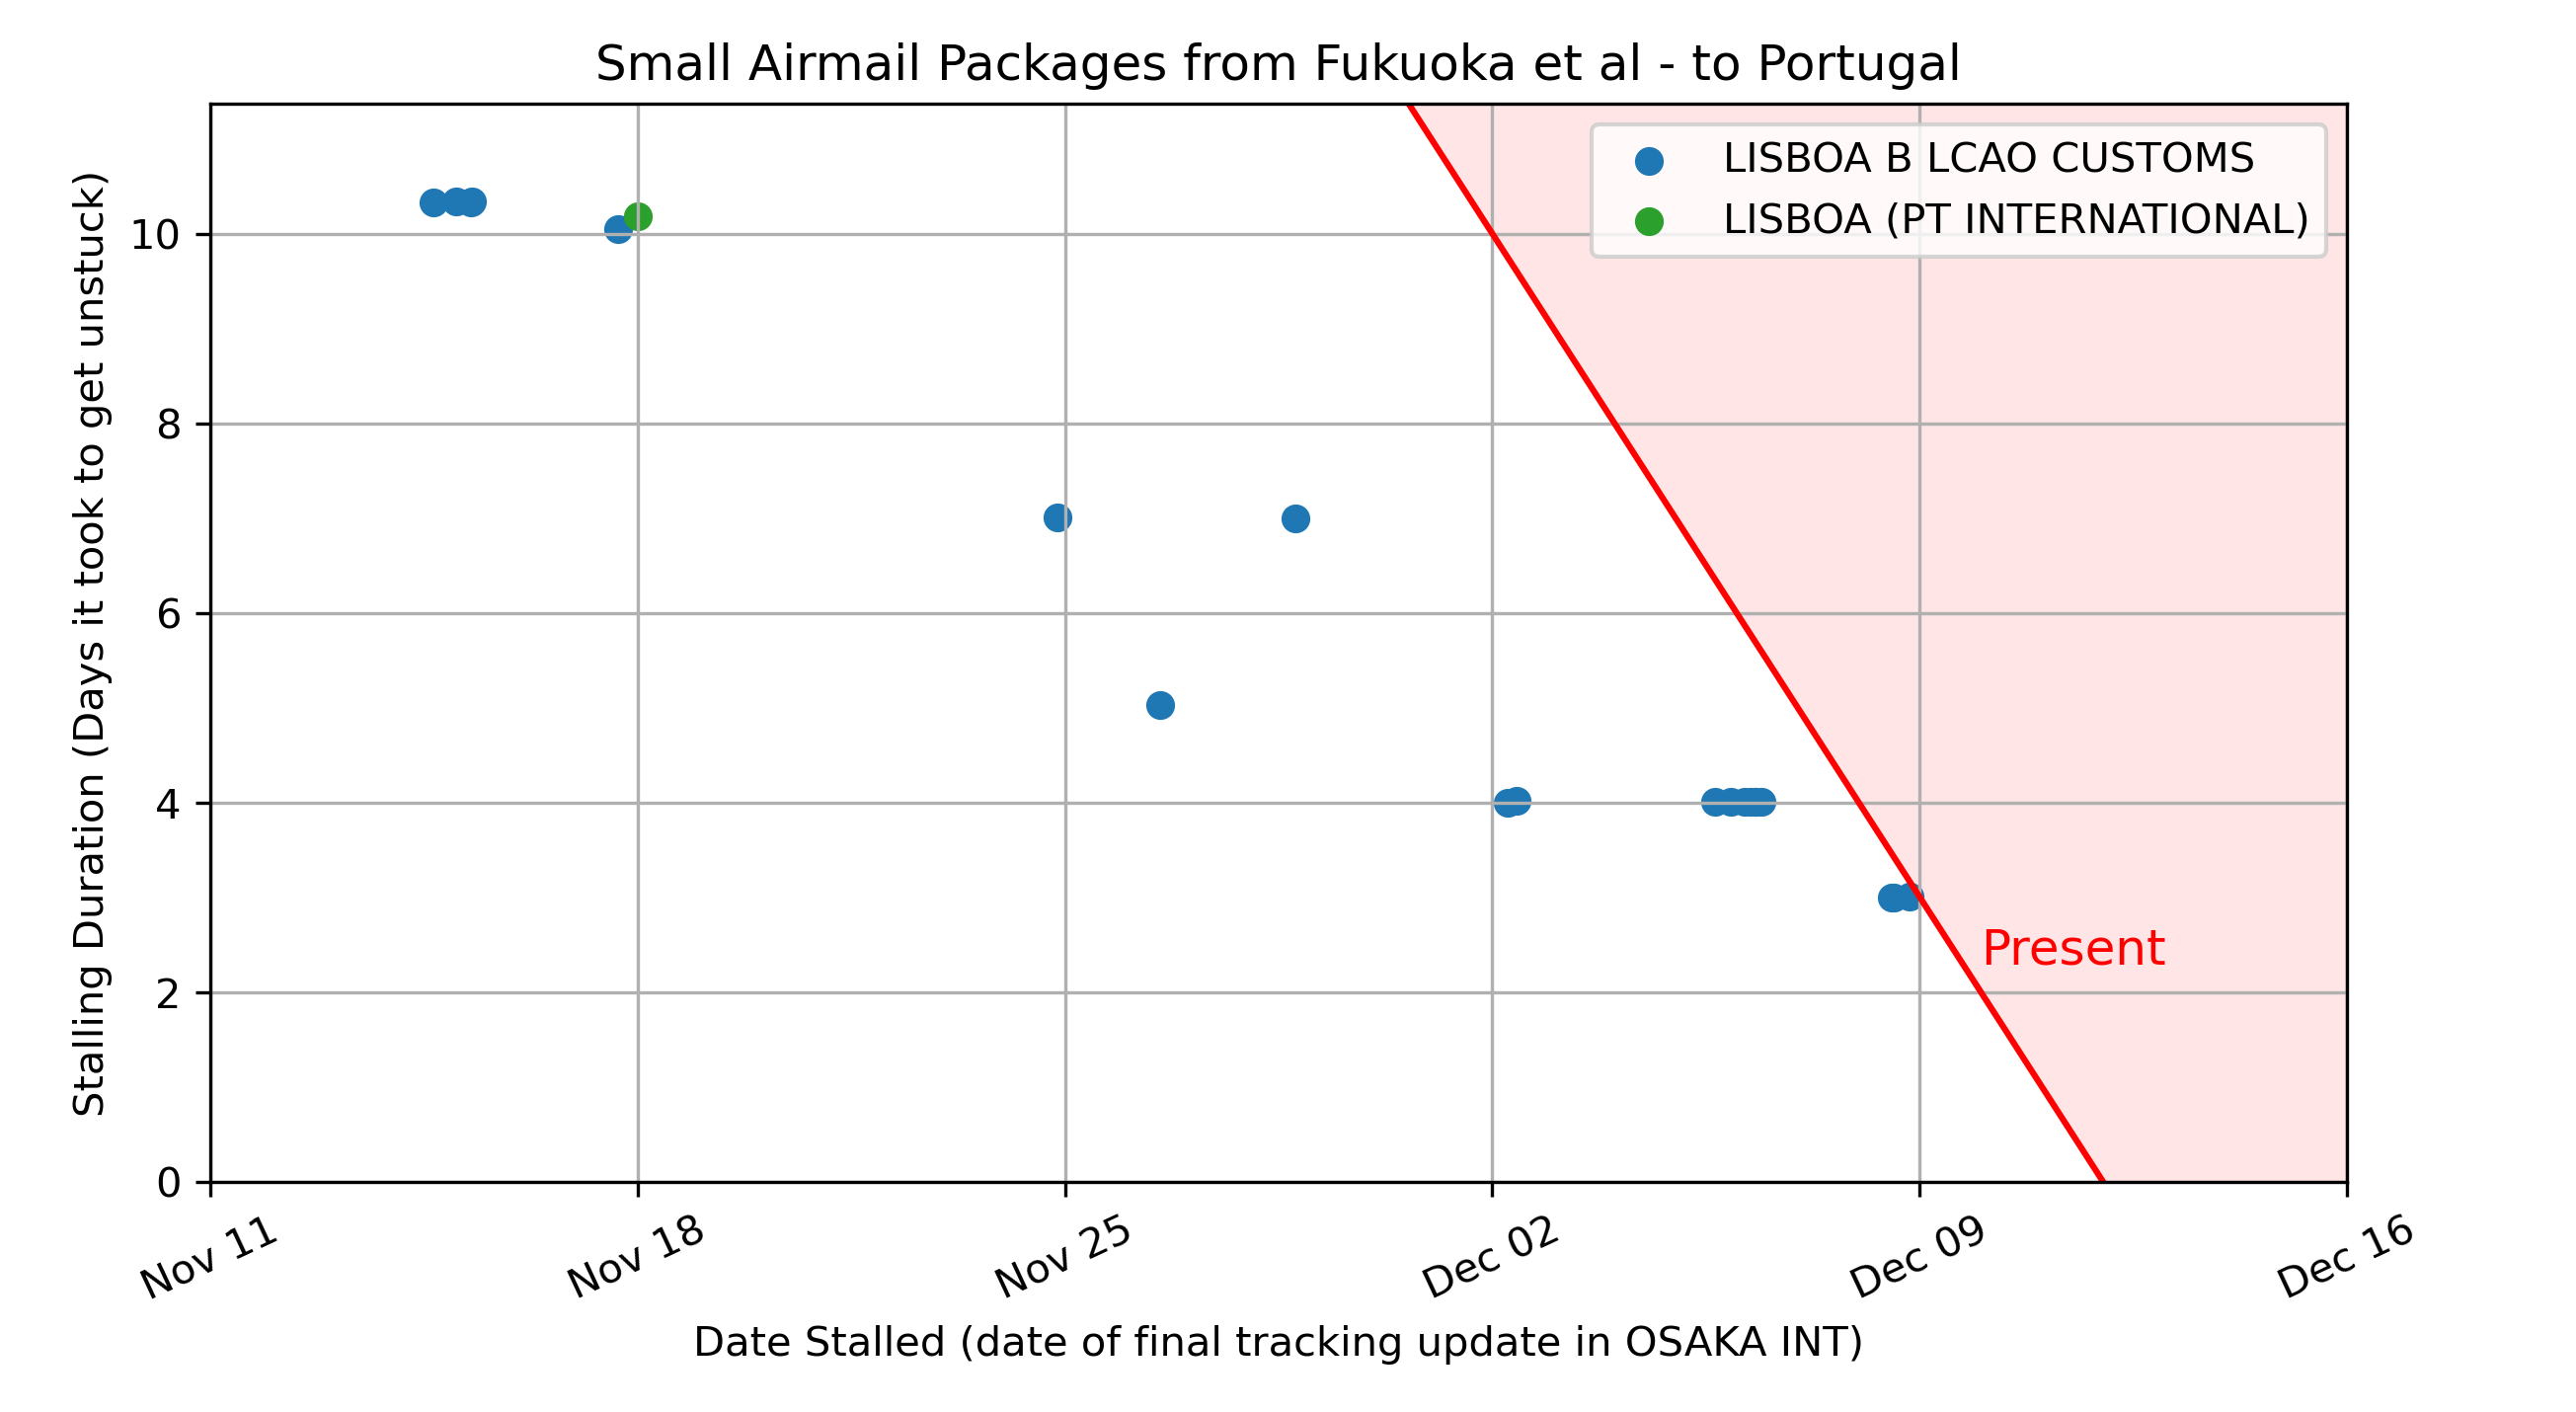 Small Airmail Packages from Fukuoka et al - to Portugal
LISBOA B LCAO CUSTOMS
LISBOA (PT INTERNATIONAL)
Stalling Duration (Days it took to get unstuck)
10
8
6
4
2
0
Present
Nov 11
Nov 18
Nov 25
Dec 02
Dec 09
Dec 16
Date Stalled (date of final tracking update in OSAKA INT)